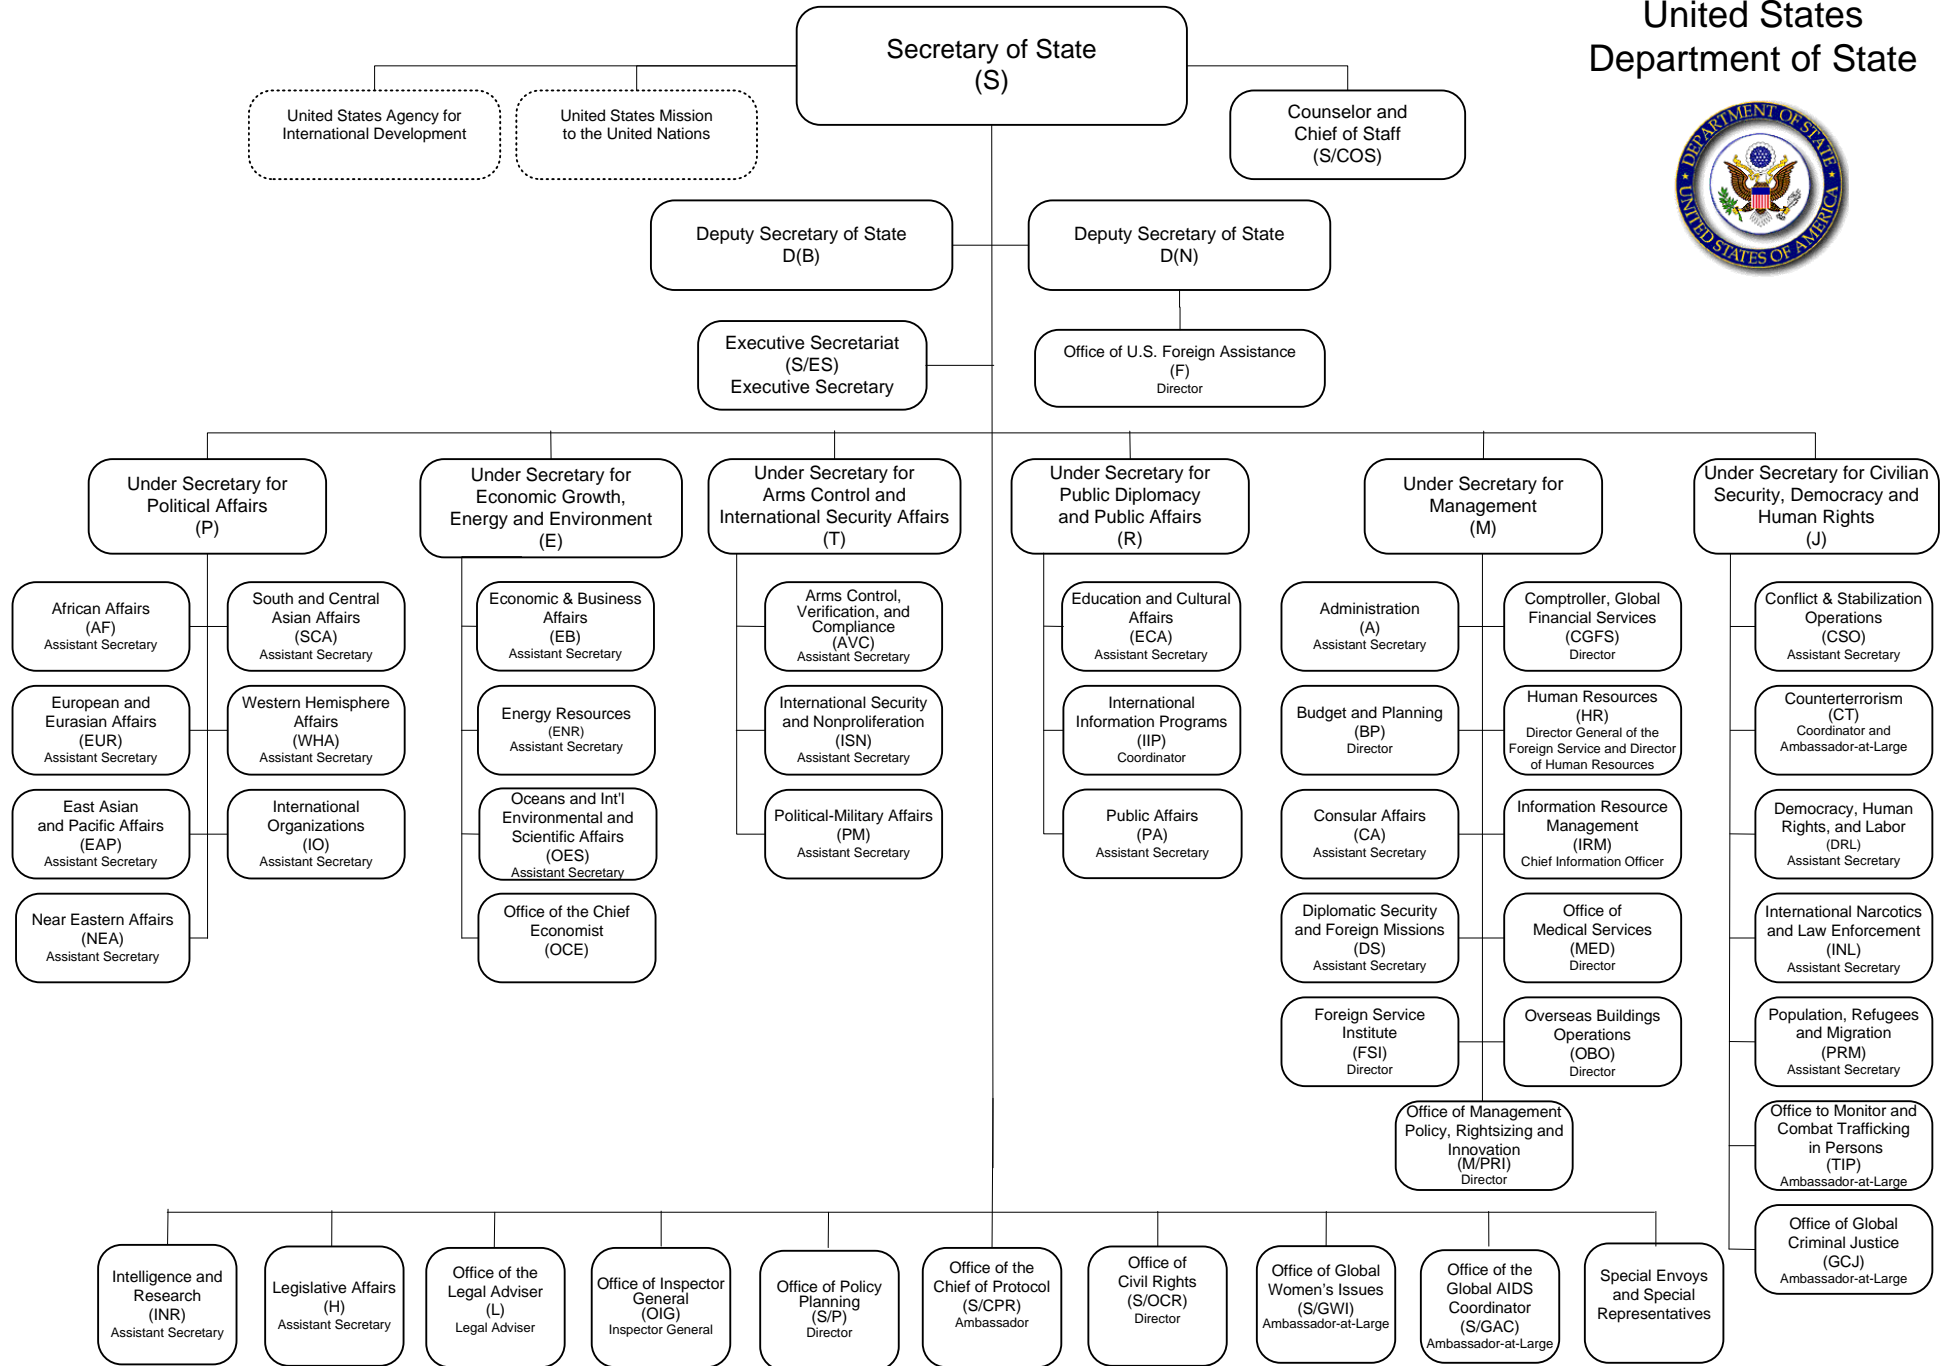 United States
Department of State
DEPARTMENT OF STATE
UNITED STATES OF AMERICA
Secretary of State
(S)
United States Agency for
International Development
United States Mission
to the United Nations
Counselor and
Chief of Staff
(S/COS)
Deputy Secretary of State
D(B)
Deputy Secretary of State
D(N)
Executive Secretariat
(S/ES)
Executive Secretary
Office of U.S. Foreign Assistance
(F)
Director
Under Secretary for
Political Affairs
(P)
Under Secretary for
Economic Growth,
Energy and Environment
(E)
Under Secretary for
Arms Control and
International Security Affairs
(T)
Under Secretary for
Public Diplomacy
and Public Affairs
(R)
Under Secretary for
Management
(M)
Under Secretary for Civilian
Security, Democracy and
Human Rights
(J)
African Affairs
(AF)
Assistant Secretary
South and Central
Asian Affairs
(SCA)
Assistant Secretary
European and
Eurasian Affairs
(EUR)
Assistant Secretary
Western Hemisphere
Affairs
(WHA)
Assistant Secretary
East Asian
and Pacific Affairs
(EAP)
Assistant Secretary
International
Organizations
(IO)
Assistant Secretary
Near Eastern Affairs
(NEA)
Assistant Secretary
Economic & Business
Affairs
(EB)
Assistant Secretary
Energy Resources
(ENR)
Assistant Secretary
Oceans and Int'l
Environmental and
Scientific Affairs
(OES)
Assistant Secretary
Office of the Chief
Economist
(OCE)
Arms Control,
Verification, and
Compliance
(AVC)
Assistant Secretary
International Security
and Nonproliferation
(ISN)
Assistant Secretary
Political-Military Affairs
(PM)
Assistant Secretary
Education and Cultural
Affairs
(ECA)
Assistant Secretary
International
Information Programs
(IIP)
Coordinator
Public Affairs
(PA)
Assistant Secretary
Administration
(A)
Assistant Secretary
Comptroller, Global
Financial Services
(CGFS)
Director
Budget and Planning
(BP)
Director
Human Resources
(HR)
Director General of the
Foreign Service and Director
of Human Resources
Consular Affairs
(CA)
Assistant Secretary
Information Resource
Management
(IRM)
Chief Information Officer
Diplomatic Security
and Foreign Missions
(DS)
Assistant Secretary
Office of
Medical Services
(MED)
Director
Foreign Service
Institute
(FSI)
Director
Overseas Buildings
Operations
(OBO)
Director
Office of Management
Policy, Rightsizing and
Innovation
(M/PRI)
Director
Conflict & Stabilization
Operations
(CSO)
Assistant Secretary
Counterterrorism
(CT)
Coordinator and
Ambassador-at-Large
Democracy, Human
Rights, and Labor
(DRL)
Assistant Secretary
International Narcotics
and Law Enforcement
(INL)
Assistant Secretary
Population, Refugees
and Migration
(PRM)
Assistant Secretary
Office to Monitor and
Combat Trafficking
in Persons
(TIP)
Ambassador-at-Large
Office of Global
Criminal Justice
(GCJ)
Ambassador-at-Large
Intelligence and
Research
(INR)
Assistant Secretary
Legislative Affairs
(H)
Assistant Secretary
Office of the
Legal Adviser
(L)
Legal Adviser
Office of Inspector
General
(OIG)
Inspector General
Office of Policy
Planning
(S/P)
Director
Office of the
Chief of Protocol
(S/CPR)
Ambassador
Office of
Civil Rights
(S/OCR)
Director
Office of Global
Women's Issues
(S/GWI)
Ambassador-at-Large
Office of the
Global AIDS
Coordinator
(S/GAC)
Ambassador-at-Large
Special Envoys
and Special
Representatives